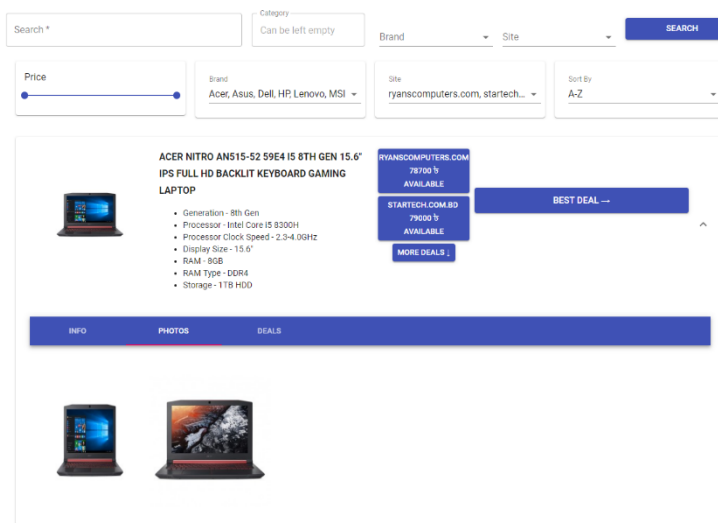 Category
Search *
Can be left empty
Brand
Site
SEARCH
Price
Brand
Acer, Asus, Dell, HP, Lenovo, MSI
Site
ryanscomputers.com, startech...
Sort By
A-Z
ACER NITRO AN515-52 59E4 I5 8TH GEN 15.6"
IPS FULL HD BACKLIT KEYBOARD GAMING
LAPTOP
• Generation - 8th Gen
• Processor - Intel Core I5 8300H
• Processor Clock Speed - 2.3-4.0GHz
• Display Size - 15.6"
• RAM - 8GB
• RAM Type - DDR4
• Storage - 1TB HDD
RYANSCOMPUTERS.COM
78700 ৳
AVAILABLE
STARTECH.COM.BD
79000 ৳
AVAILABLE
MORE DEALS ↓
BEST DEAL →
INFO
PHOTOS
DEALS